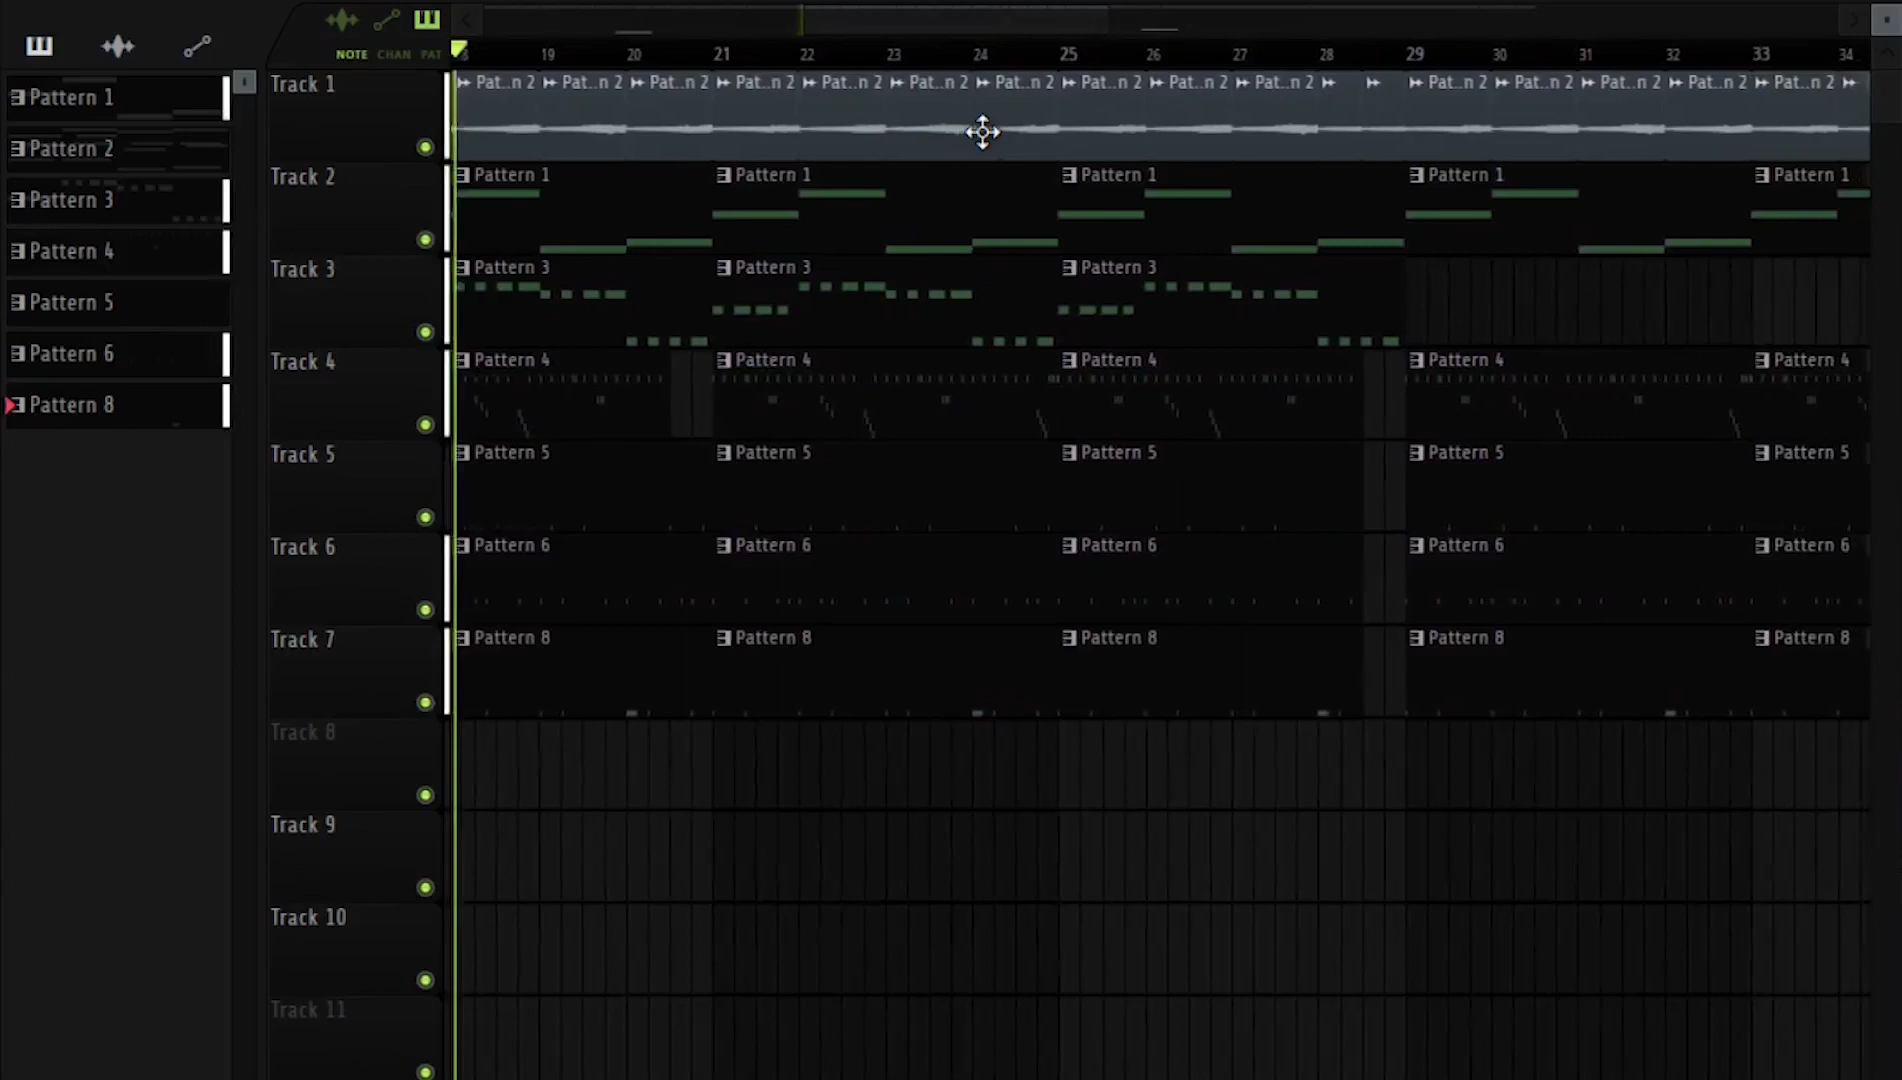 NOTE CHAN PAT
8 19 20 21 22 23 24 25 26 27 28 29 30 31 32 33 34
Pattern 1
Pattern 2
Pattern 3
Pattern 4
Pattern 5
Pattern 6
Pattern 8
Track 1
Pat..n 2 Pat..n 2 Pat..n 2 Pat..n 2 Pat..n 2 Pat..n 2 Pat..n 2 Pat..n 2 Pat..n 2 Pat..n 2 Pat..n 2 Pat..n 2 Pat..n 2 Pat..n 2 Pat..n 2
Track 2
Pattern 1 Pattern 1 Pattern 1 Pattern 1 Pattern 1
Track 3
Pattern 3 Pattern 3 Pattern 3
Track 4
Pattern 4 Pattern 4 Pattern 4 Pattern 4 Pattern 4
Track 5
Pattern 5 Pattern 5 Pattern 5 Pattern 5 Pattern 5
Track 6
Pattern 6 Pattern 6 Pattern 6 Pattern 6 Pattern 6
Track 7
Pattern 8 Pattern 8 Pattern 8 Pattern 8 Pattern 8
Track 8
Track 9
Track 10
Track 11